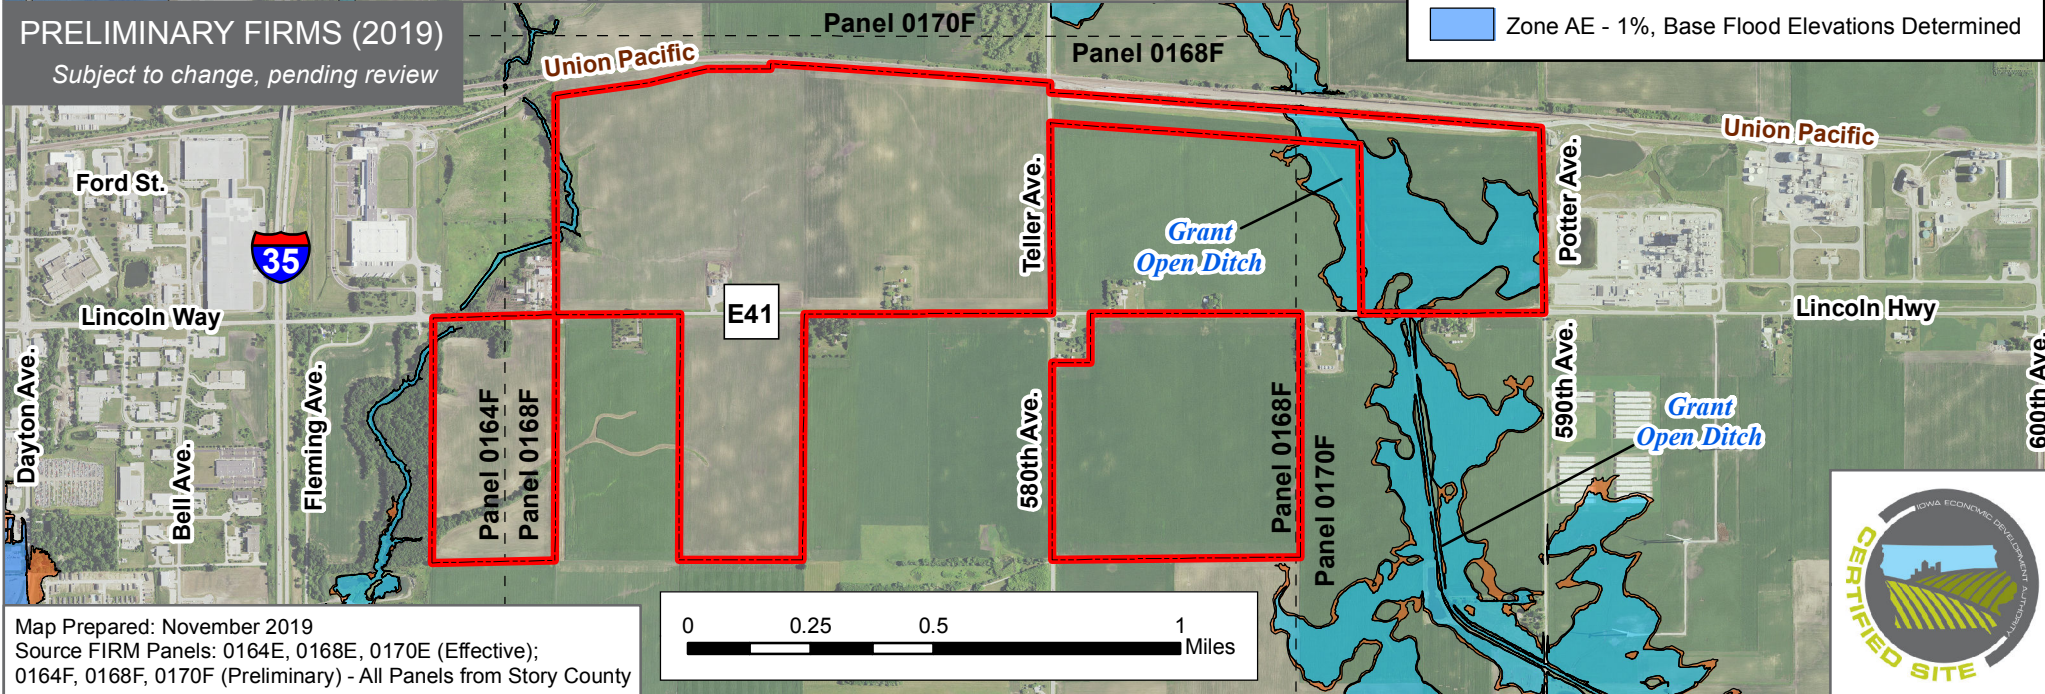 PRELIMINARY FIRMS (2019)
Subject to change, pending review
Panel 0170F
Panel 0168F
Zone AE - 1%, Base Flood Elevations Determined
Union Pacific
Union Pacific
Ford St.
35
Teller Ave.
Grant
Open Ditch
Potter Ave.
Lincoln Way
E41
Lincoln Hwy
Dayton Ave.
Bell Ave.
Fleming Ave.
Panel 0164F
Panel 0168F
580th Ave.
Panel 0168F
Panel 0170F
590th Ave.
Grant
Open Ditch
600th Ave.
Map Prepared: November 2019
Source FIRM Panels: 0164E, 0168E, 0170E (Effective);
0164F, 0168F, 0170F (Preliminary) - All Panels from Story County
0 0.25 0.5 1
Miles
IOWA ECONOMIC DEVELOPMENT AUTHORITY
CERTIFIED SITE